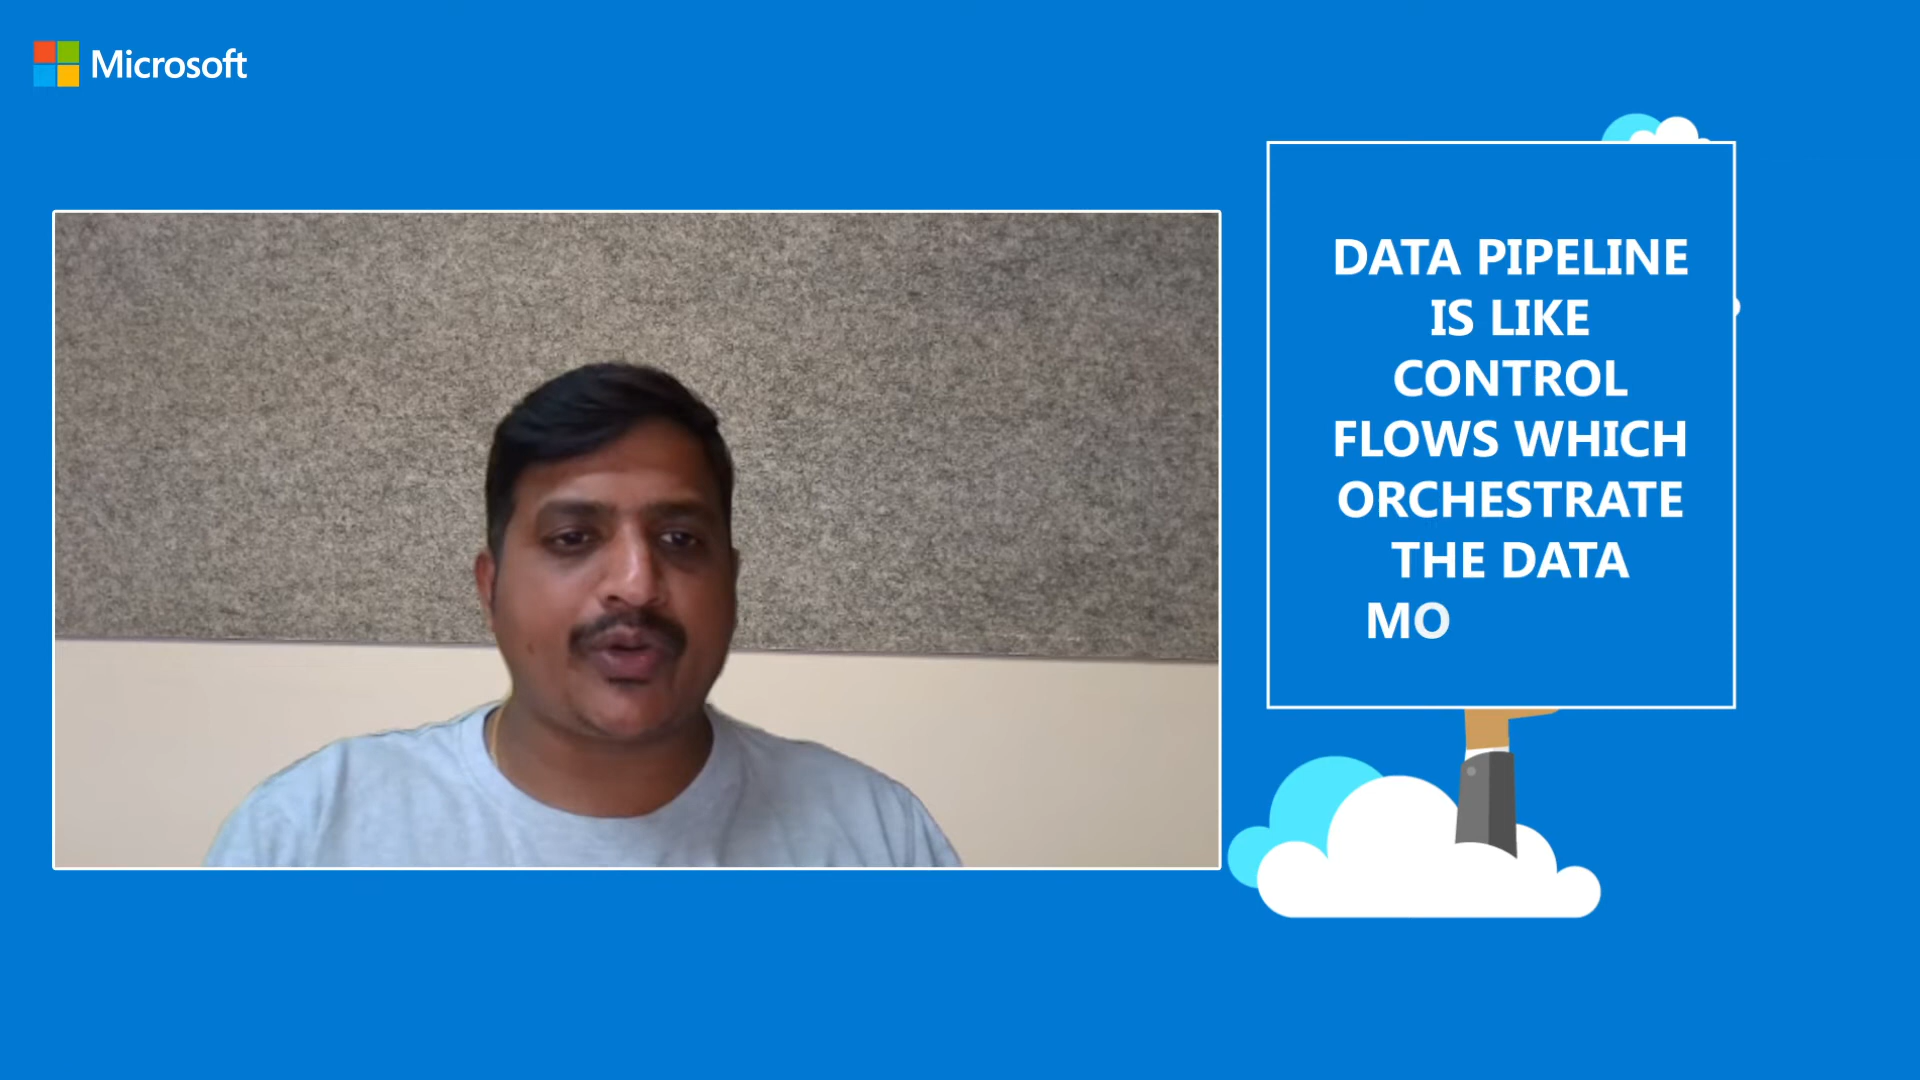 Microsoft
DATA PIPELINE
IS LIKE
CONTROL
FLOWS WHICH
ORCHESTRATE
THE DATA
MO